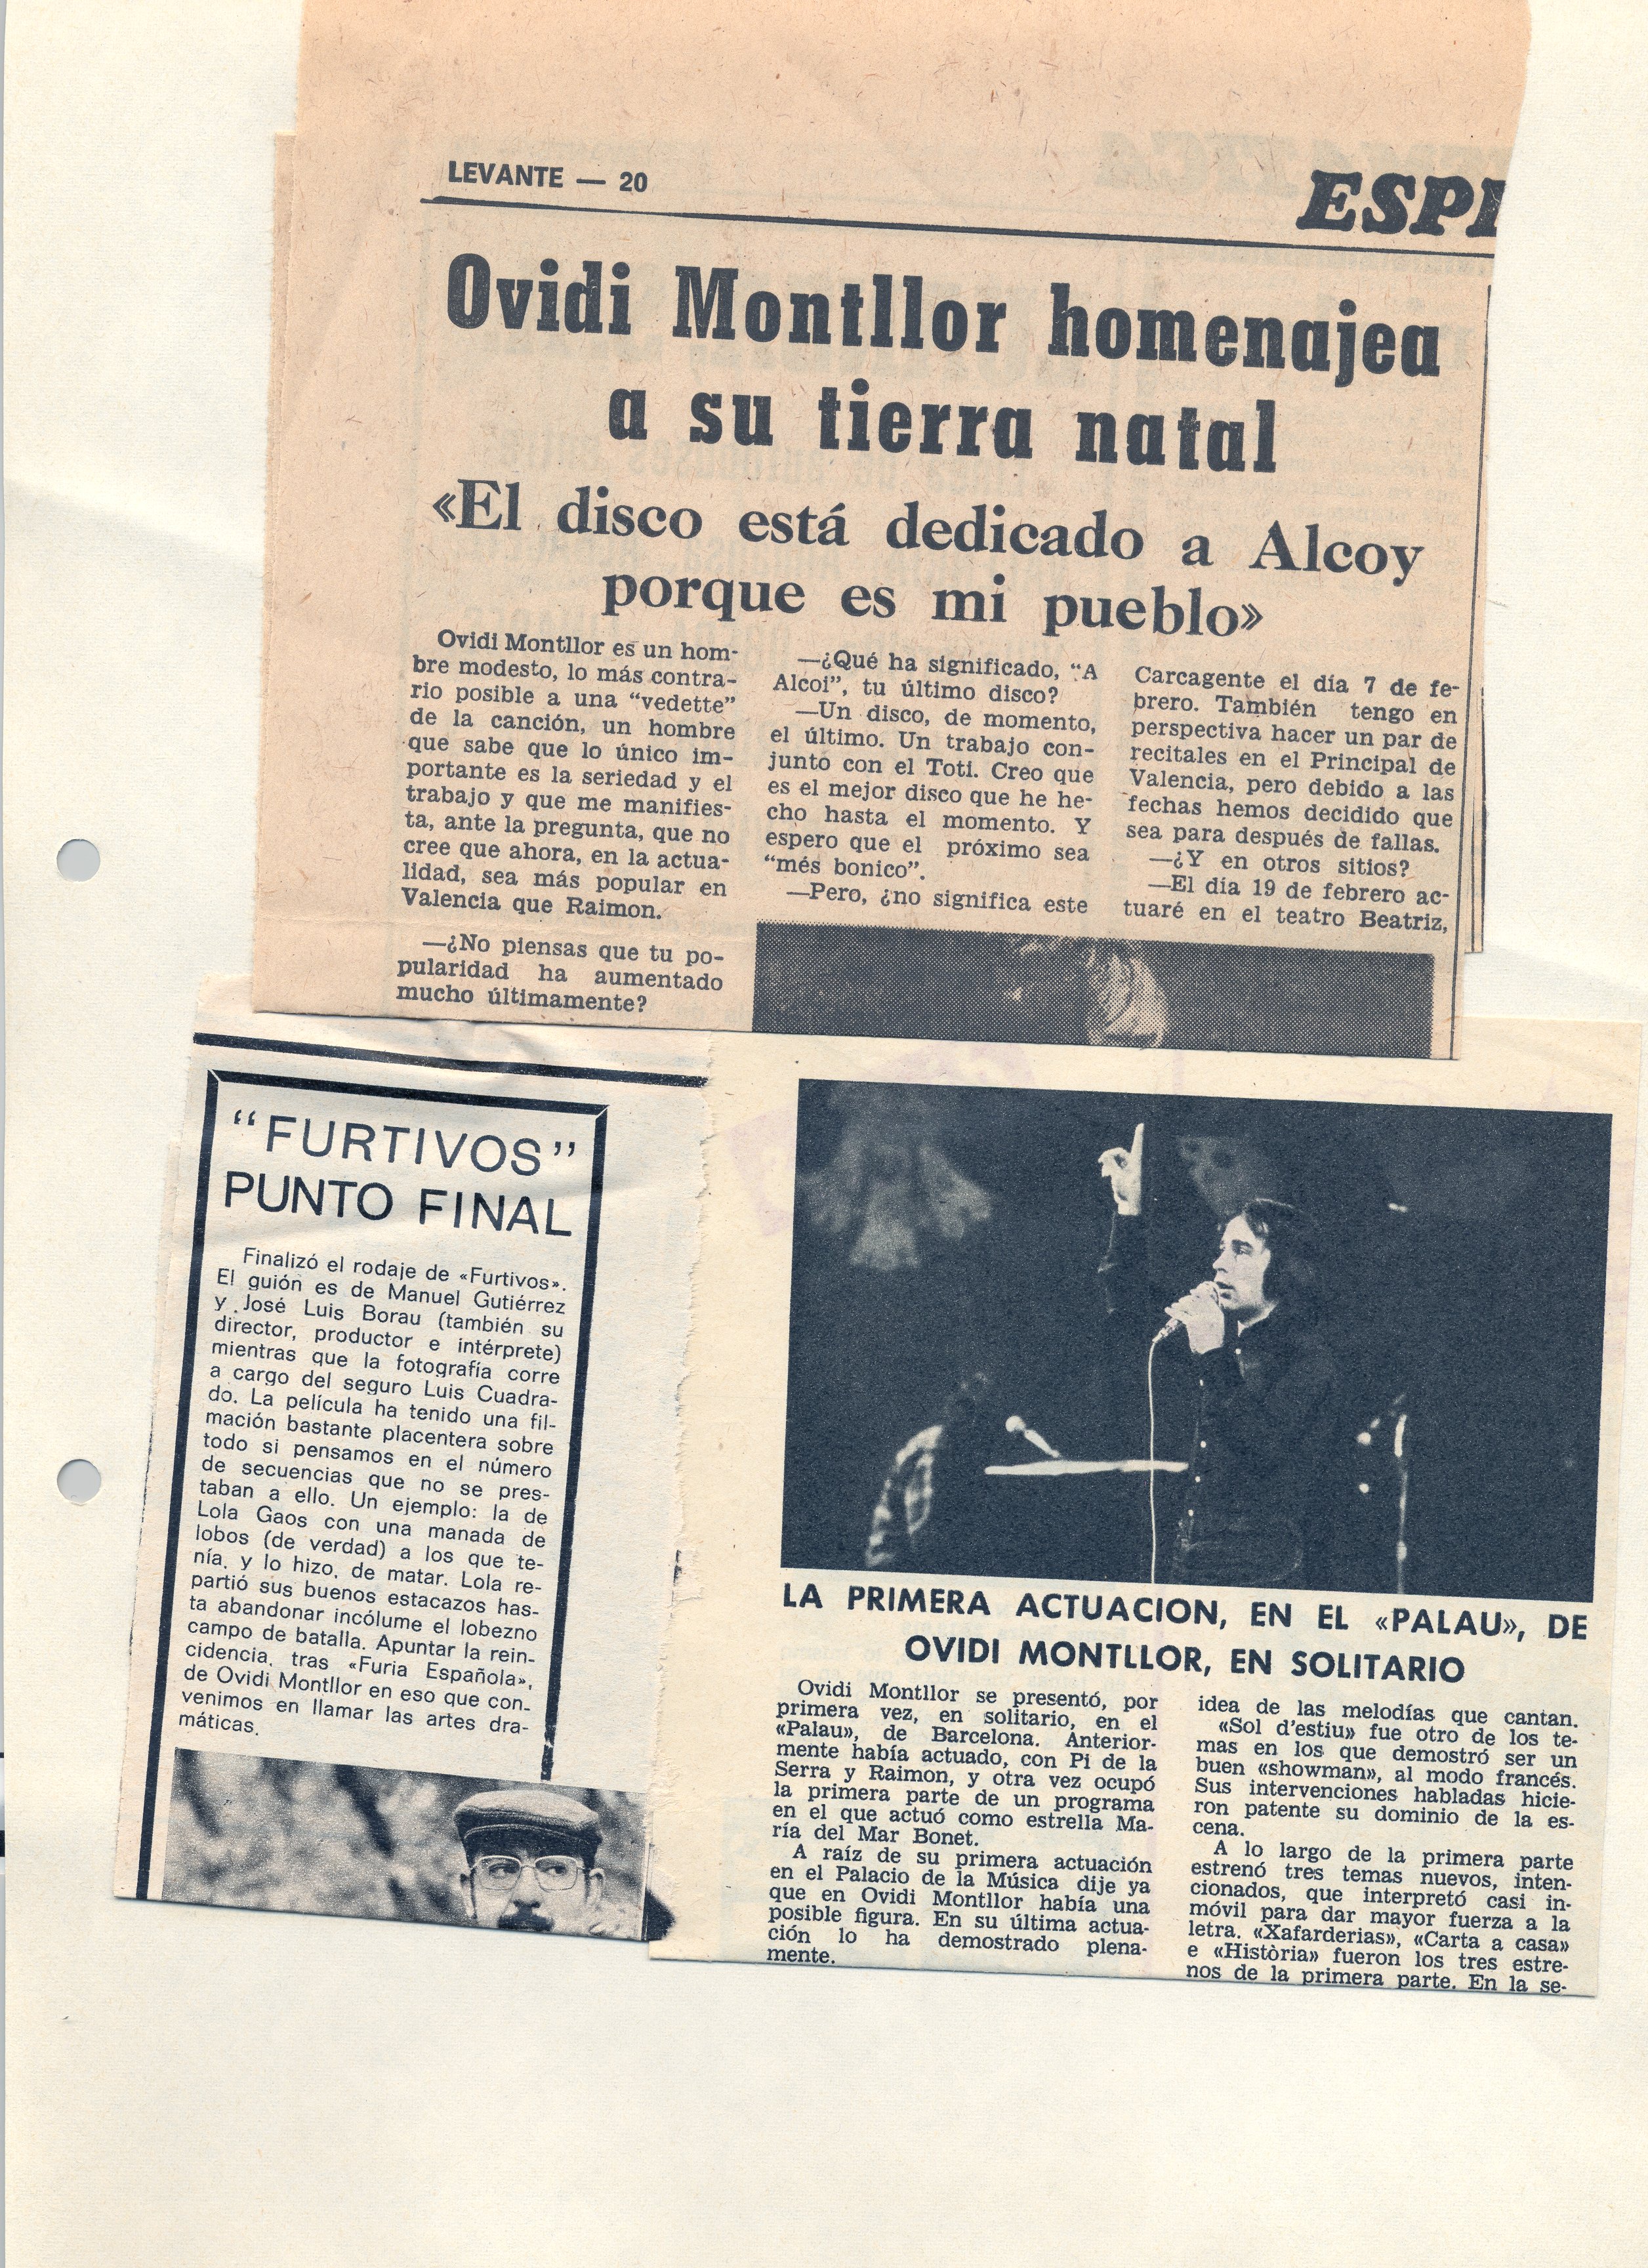 LEVANTE — 20
ESPE
Ovidi Montllor homenajea
a su tierra natal
«El disco está dedicado a Alcoy
porque es mi pueblo»
Ovidi Montllor es un hom-
bre modesto, lo más contra-
rio posible a una “vedette”
de la canción, un hombre
que sabe que lo único im-
portante es la seriedad y el
trabajo y que me manifies-
ta, ante la pregunta, que no
cree que ahora, en la actua-
lidad, sea más popular en
Valencia que Raimon.
—¿No piensas que tu po-
pularidad ha aumentado
mucho últimamente?
—¿Qué ha significado, “A
Alcoi”, tu último disco?
—Un disco, de momento,
el último. Un trabajo con-
junto con el Toti. Creo que
es el mejor disco que he he-
cho hasta el momento. Y
espero que el próximo sea
“més bonico”.
—Pero, ¿no significa este
Carcagente el día 7 de fe-
brero. También tengo en
perspectiva hacer un par de
recitales en el Principal de
Valencia, pero debido a las
fechas hemos decidido que
sea para después de fallas.
—¿Y en otros sitios?
—El día 19 de febrero ac-
tuaré en el teatro Beatriz,
“FURTIVOS”
PUNTO FINAL
Finalizó el rodaje de «Furtivos».
El guión es de Manuel Gutiérrez
y José Luis Borau (también su
director, productor e intérprete)
mientras que la fotografía corre
a cargo del seguro Luis Cuadra-
do. La película ha tenido una fil-
mación bastante placentera sobre
todo si pensamos en el número
de secuencias que no se pres-
taban a ello. Un ejemplo: la de
Lola Gaos con una manada de
lobos (de verdad) a los que te-
nía, y lo hizo, de matar. Lola re-
partió sus buenos estacazos has-
ta abandonar incólume el lobezno
campo de batalla. Apuntar la rein-
cidencia, tras «Furia Española»,
de Ovidi Montllor en eso que con-
venimos en llamar las artes dra-
máticas.
LA PRIMERA ACTUACION, EN EL «PALAU», DE
OVIDI MONTLLOR, EN SOLITARIO
Ovidi Montllor se presentó, por
primera vez, en solitario, en el
«Palau», de Barcelona. Anterior-
mente había actuado, con Pi de la
Serra y Raimon, y otra vez ocupó
la primera parte de un programa
en el que actuó como estrella Ma-
ría del Mar Bonet.
A raíz de su primera actuación
en el Palacio de la Música dije ya
que en Ovidi Montllor había una
posible figura. En su última actua-
ción lo ha demostrado plena-
mente.
idea de las melodías que cantan.
«Sol d'estiu» fue otro de los te-
mas en los que demostró ser un
buen «showman», al modo francés.
Sus intervenciones habladas hicie-
ron patente su dominio de la es-
cena.
A lo largo de la primera parte
estrenó tres temas nuevos, inten-
cionados, que interpretó casi in-
móvil para dar mayor fuerza a la
letra. «Xafarderias», «Carta a casa»
e «Història» fueron los tres estre-
nos de la primera parte. En la se-